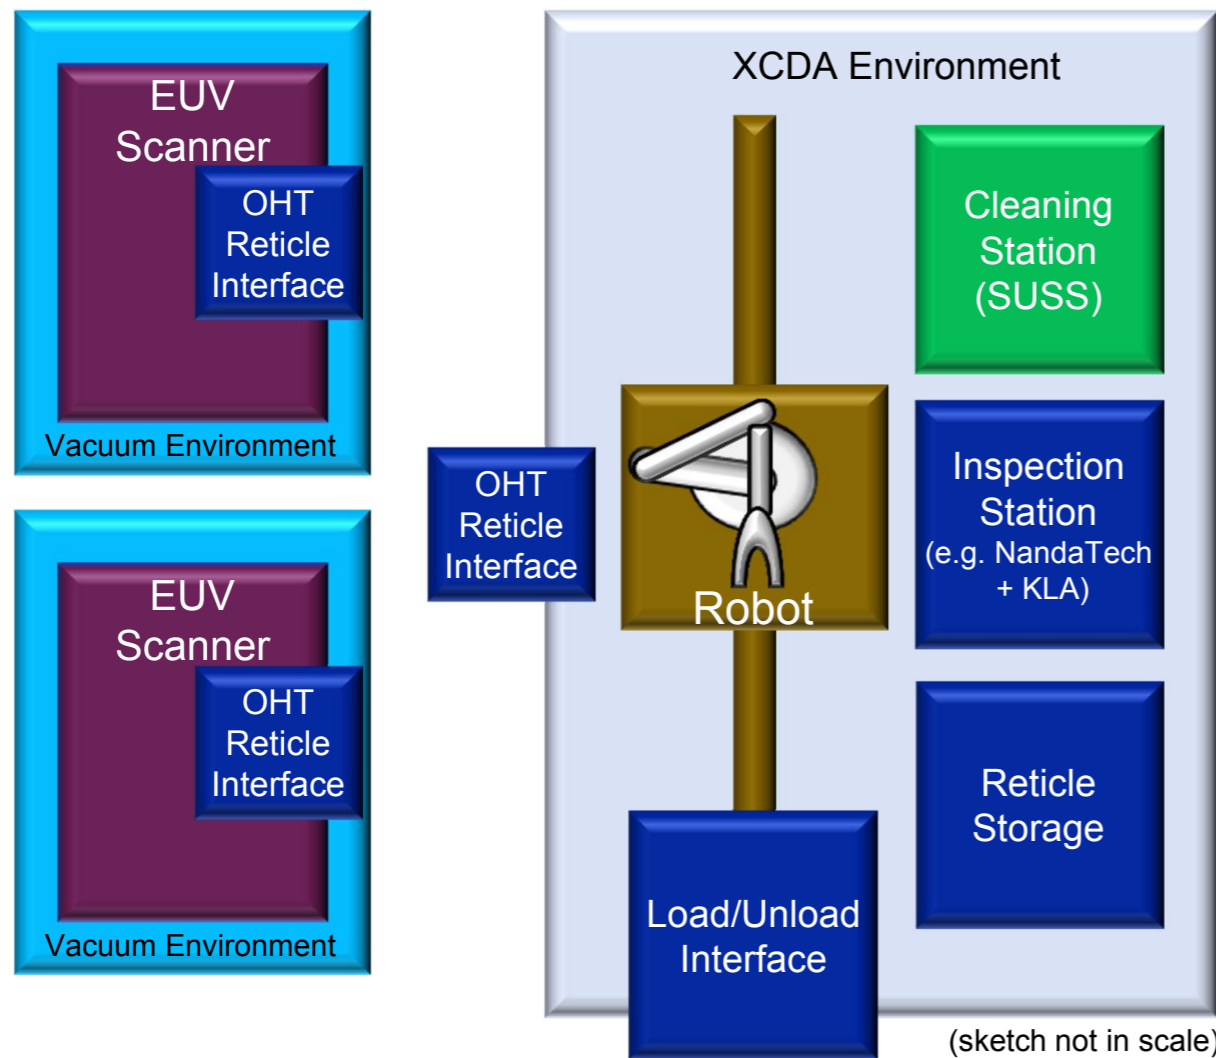 EUV
Scanner
OHT
Reticle
Interface
Vacuum Environment
EUV
Scanner
OHT
Reticle
Interface
Vacuum Environment
XCDA Environment
OHT
Reticle
Interface
Robot
Cleaning
Station
(SUSS)
Inspection
Station
(e.g. NandaTech
+ KLA)
Reticle
Storage
Load/Unload
Interface
(sketch not in scale)